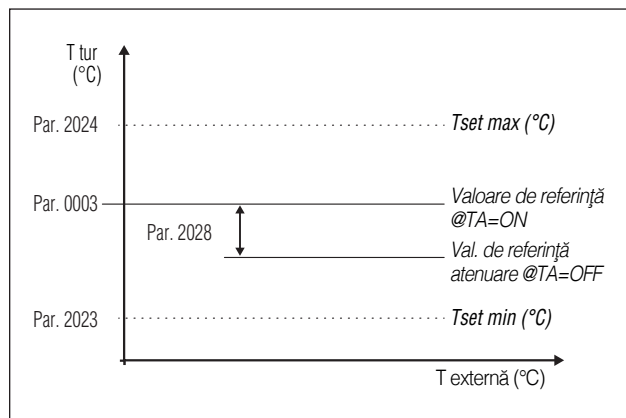 T tur
(°C)
Par. 2024
Tset max (°C)
Par. 0003
Valoare de referinţă
@TA=ON
Par. 2028
Val. de referinţă
atenuare @TA=OFF
Par. 2023
Tset min (°C)
T externă (°C)